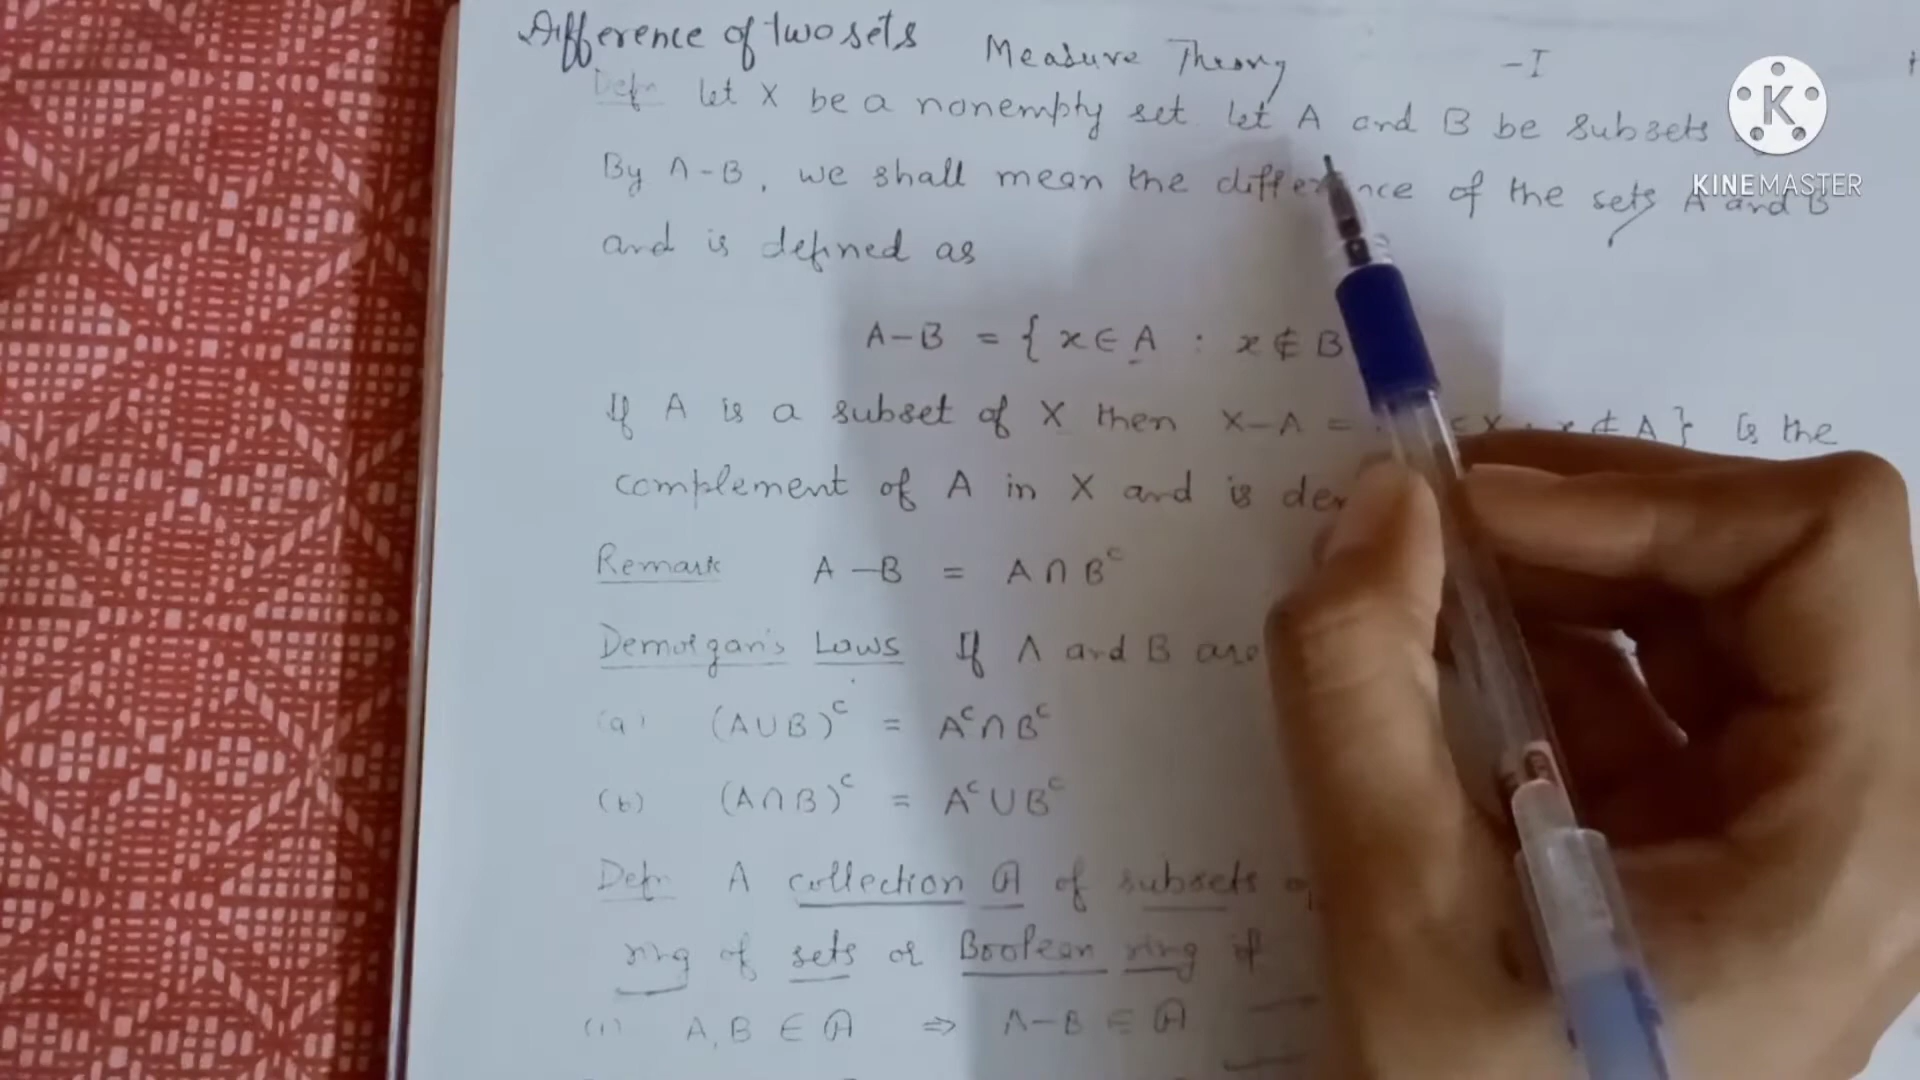 Difference of two sets Measure Theory -I
Defn let X be a nonempty set let A and B be subsets
By A-B, we shall mean the difference of the sets A and B
and is defined as
A-B = { x ∈ A : x ∉ B
If A is a subset of X then X-A = X : x ∉ A} is the
complement of A in X and is
Remark A-B = A ∩ B^c
Demorgan's Laws If A and B are
(a) (A∪B)^c = A^c ∩ B^c
(b) (A∩B)^c = A^c ∪ B^c
Defn A collection 𝓐 of subsets
ring of sets or Boolean ring if
(i) A, B ∈ 𝓐 ⇒ A-B ∈ 𝓐
K
KINEMASTER